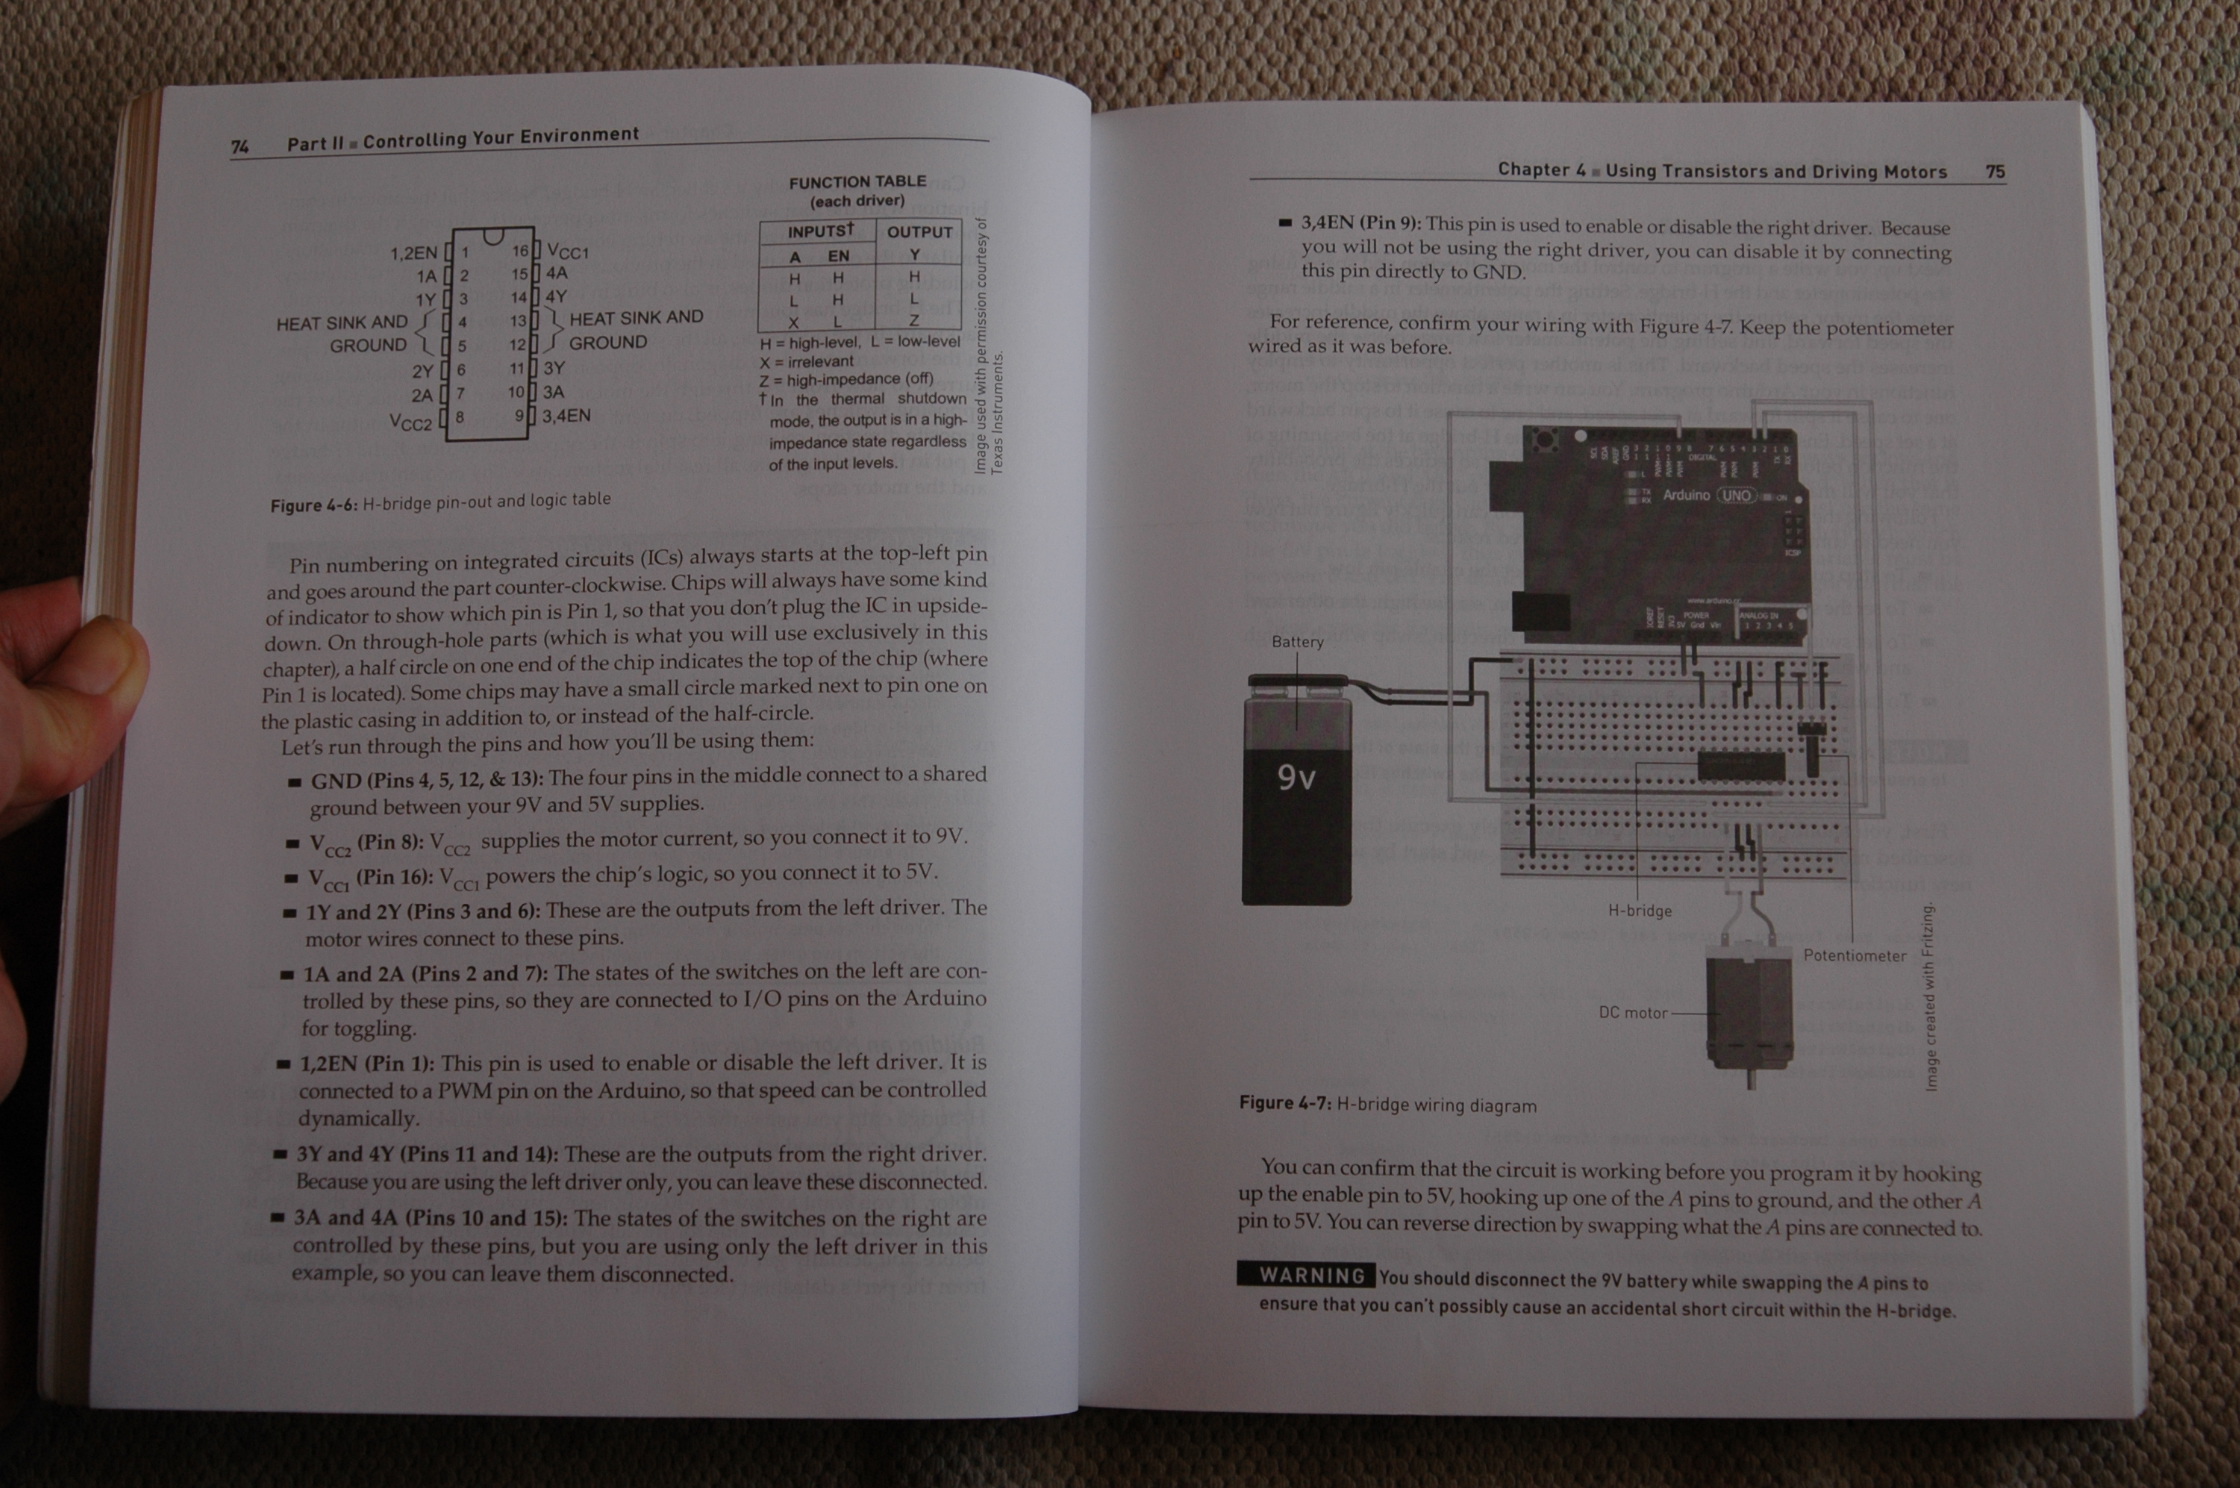 74 Part II ▪ Controlling Your Environment
1,2EN 1 16 VCC1
1A 2 15 4A
1Y 3 14 4Y
HEAT SINK AND 4 13 HEAT SINK AND
GROUND 5 12 GROUND
2Y 6 11 3Y
2A 7 10 3A
VCC2 8 9 3,4EN
FUNCTION TABLE
(each driver)
INPUTS† OUTPUT
A EN Y
H H H
L H L
X L Z
H = high-level, L = low-level
X = irrelevant
Z = high-impedance (off)
† In the thermal shutdown
mode, the output is in a high-
impedance state regardless
of the input levels.
Image used with permission courtesy of
Texas Instruments.
Figure 4-6: H-bridge pin-out and logic table
Pin numbering on integrated circuits (ICs) always starts at the top-left pin
and goes around the part counter-clockwise. Chips will always have some kind
of indicator to show which pin is Pin 1, so that you don't plug the IC in upside-
down. On through-hole parts (which is what you will use exclusively in this
chapter), a half circle on one end of the chip indicates the top of the chip (where
Pin 1 is located). Some chips may have a small circle marked next to pin one on
the plastic casing in addition to, or instead of the half-circle.
Let's run through the pins and how you'll be using them:
▪ GND (Pins 4, 5, 12, & 13): The four pins in the middle connect to a shared
ground between your 9V and 5V supplies.
▪ VCC2 (Pin 8): VCC2 supplies the motor current, so you connect it to 9V.
▪ VCC1 (Pin 16): VCC1 powers the chip's logic, so you connect it to 5V.
▪ 1Y and 2Y (Pins 3 and 6): These are the outputs from the left driver. The
motor wires connect to these pins.
▪ 1A and 2A (Pins 2 and 7): The states of the switches on the left are con-
trolled by these pins, so they are connected to I/O pins on the Arduino
for toggling.
▪ 1,2EN (Pin 1): This pin is used to enable or disable the left driver. It is
connected to a PWM pin on the Arduino, so that speed can be controlled
dynamically.
▪ 3Y and 4Y (Pins 11 and 14): These are the outputs from the right driver.
Because you are using the left driver only, you can leave these disconnected.
▪ 3A and 4A (Pins 10 and 15): The states of the switches on the right are
controlled by these pins, but you are using only the left driver in this
example, so you can leave them disconnected.
Chapter 4 ▪ Using Transistors and Driving Motors 75
▪ 3,4EN (Pin 9): This pin is used to enable or disable the right driver. Because
you will not be using the right driver, you can disable it by connecting
this pin directly to GND.
For reference, confirm your wiring with Figure 4-7. Keep the potentiometer
wired as it was before.
DIGITAL
L
TX
RX
Arduino UNO ON
ICSP
www.arduino.cc
POWER ANALOG IN
5V Gnd Vin 1 2 3 4 5
Battery
9v
H-bridge
Potentiometer
DC motor
Image created with Fritzing.
Figure 4-7: H-bridge wiring diagram
You can confirm that the circuit is working before you program it by hooking
up the enable pin to 5V, hooking up one of the A pins to ground, and the other A
pin to 5V. You can reverse direction by swapping what the A pins are connected to.
WARNING You should disconnect the 9V battery while swapping the A pins to
ensure that you can't possibly cause an accidental short circuit within the H-bridge.